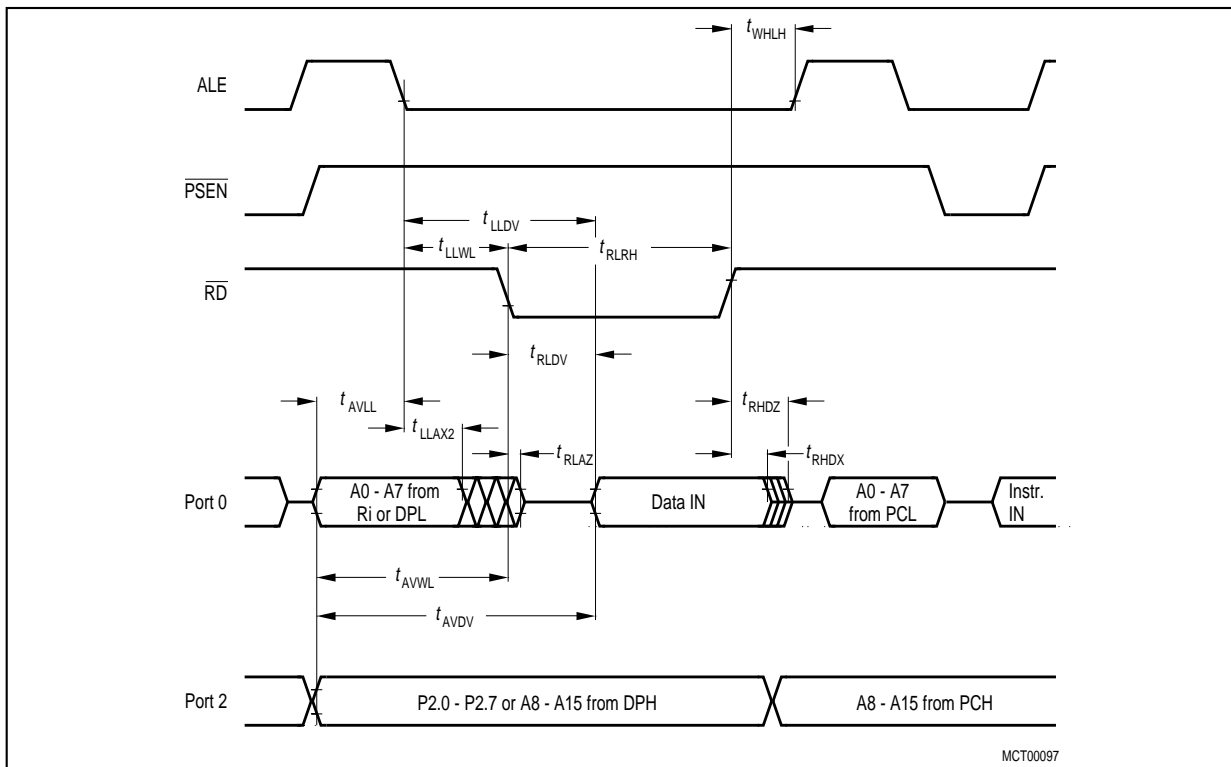 tWHLH
ALE
PSEN
tLLDV
tLLWL
tRLRH
RD
tRLDV
tAVLL
tLLAX2
tRLAZ
tRHDZ
tRHDX
Port 0
A0 - A7 from
Ri or DPL
Data IN
A0 - A7
from PCL
Instr.
IN
tAVWL
tAVDV
Port 2
P2.0 - P2.7 or A8 - A15 from DPH
A8 - A15 from PCH
MCT00097